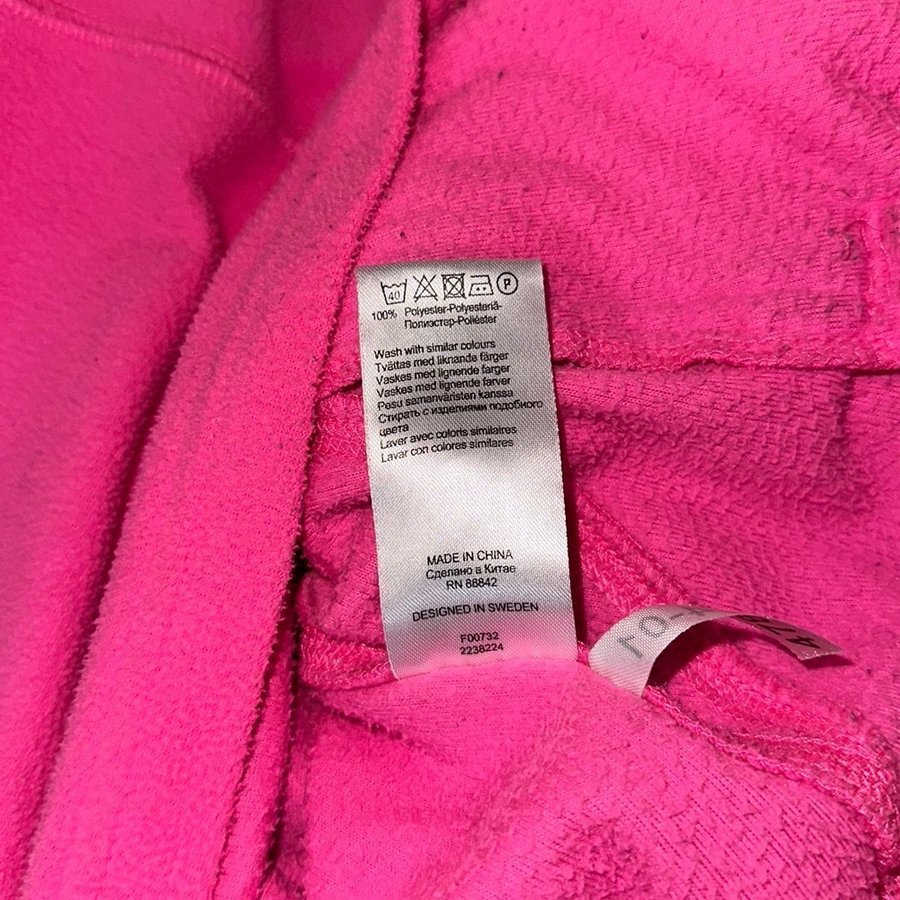 40 P
100% Polyester-Polyesteriä-
Полиэстер-Poliéster
Wash with similar colours
Tvättas med liknande färger
Vaskes med lignende farger
Vaskes med lignende farver
Pesu samanväristen kanssa
Стирать с изделиями подобного
цвета
Laver avec coloris similaires
Lavar con colores similares
MADE IN CHINA
Сделано в Китае
RN 88842
DESIGNED IN SWEDEN
F00732
2238224